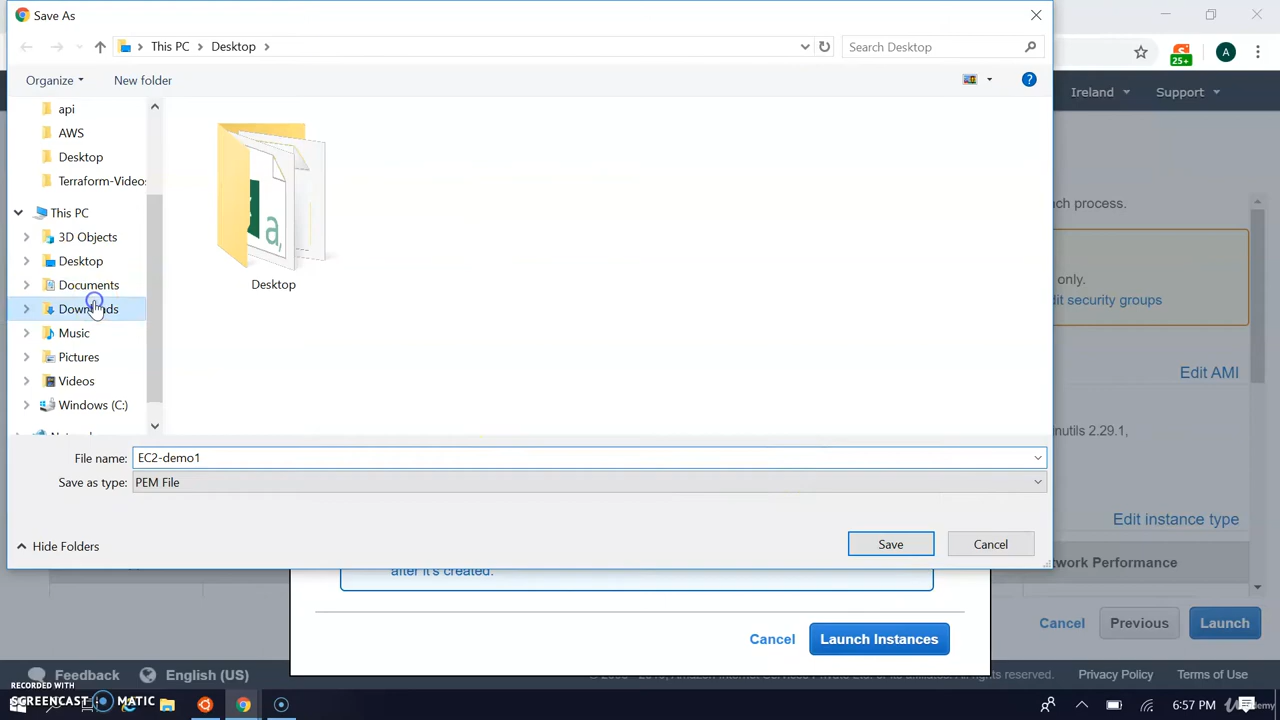 Save As
This PC
Desktop
Search Desktop
25+
A
Organize
New folder
Ireland
Support
api
AWS
Desktop
Terraform-Videos
This PC
3D Objects
Desktop
Documents
Downloads
Music
Pictures
Videos
Windows (C:)
Desktop
ch process.
only.
dit security groups
Edit AMI
inutils 2.29.1,
Edit instance type
twork Performance
File name:
EC2-demo1
Save as type:
PEM File
Hide Folders
Save
Cancel
after it's created.
Cancel
Launch Instances
Cancel
Previous
Launch
Feedback
English (US)
Privacy Policy
Terms of Use
RECORDED WITH
SCREENCAST MATIC
6:57 PM